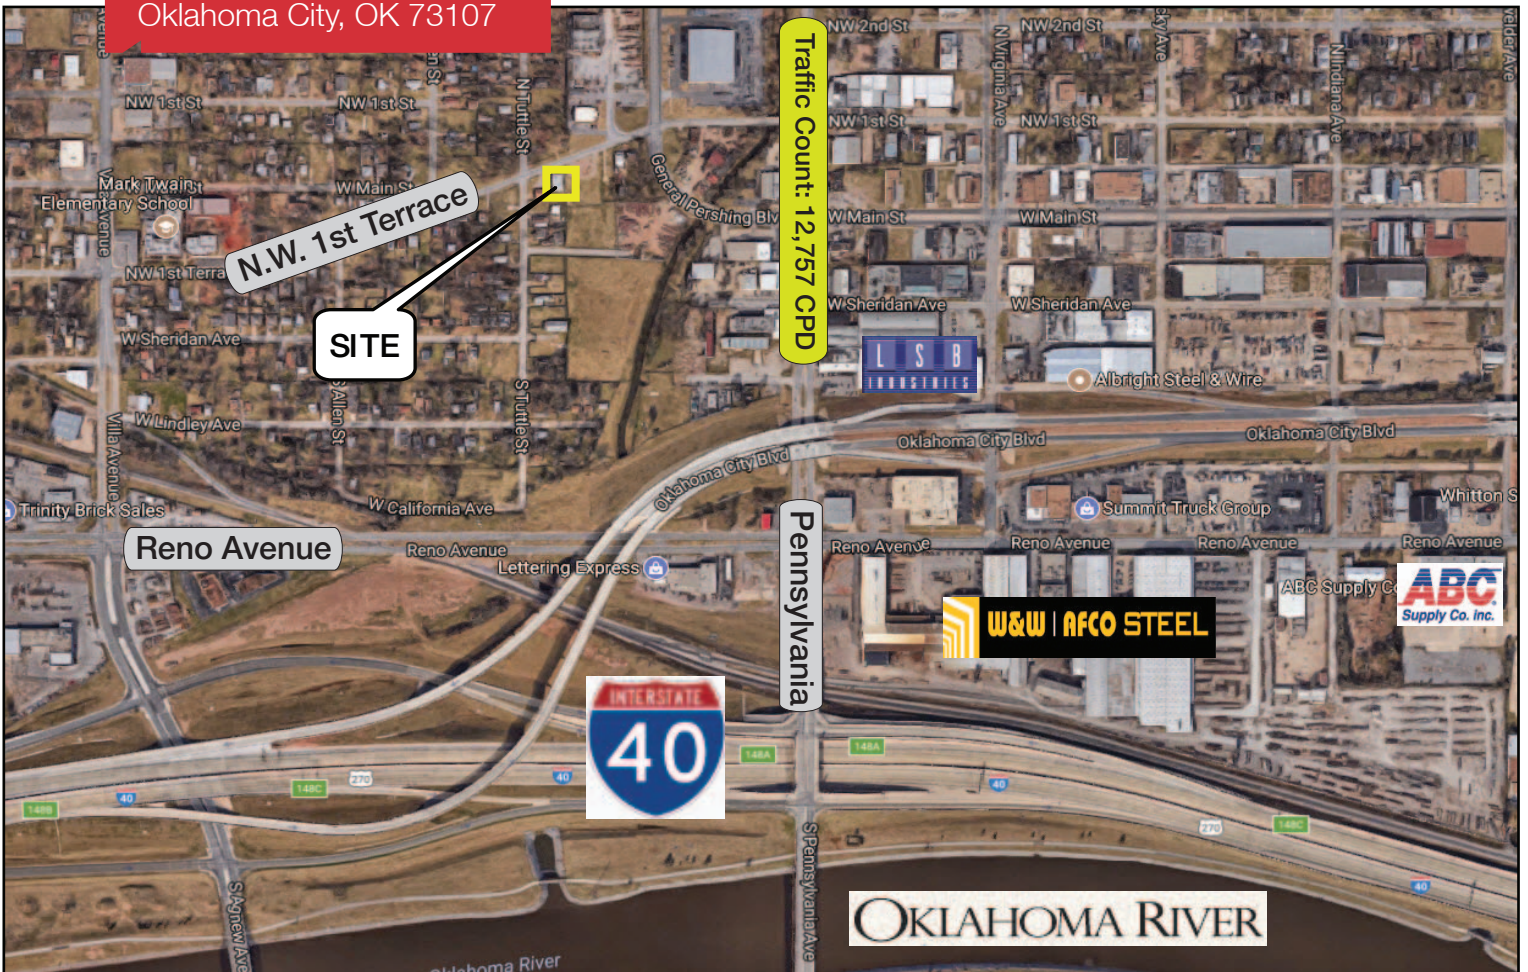 Oklahoma City, OK 73107
NW 2nd St
NW 2nd St
NW 1st St
NW 1st St
NW 1st St
NW 1st St
N Tuttle St
N Virginia Ave
N Indiana Ave
Traffic Count: 12,757 CPD
Mark Twain
Elementary School
W Main St
W Main St
W Main St
General Pershing Blv
N.W. 1st Terrace
NW 1st Terra
W Sheridan Ave
W Sheridan Ave
W Sheridan Ave
SITE
LSB
INDUSTRIES
Albright Steel & Wire
S Allen St
S Tuttle St
W Lindley Ave
Villa Avenue
Oklahoma City Blvd
Oklahoma City Blvd
Oklahoma City Blvd
W California Ave
Trinity Brick Sales
Summit Truck Group
Whitton S
Reno Avenue
Reno Avenue
Reno Avenue
Reno Avenue
Reno Avenue
Reno Avenue
Lettering Express
Pennsylvania
ABC Supply Co
ABC
Supply Co. inc.
W&W | AFCO STEEL
INTERSTATE
40
148A
148A
148B
40
148C
270
40
40
270
148C
40
S Pennsylvania Ave
S Agnew Ave
OKLAHOMA RIVER
Oklahoma River